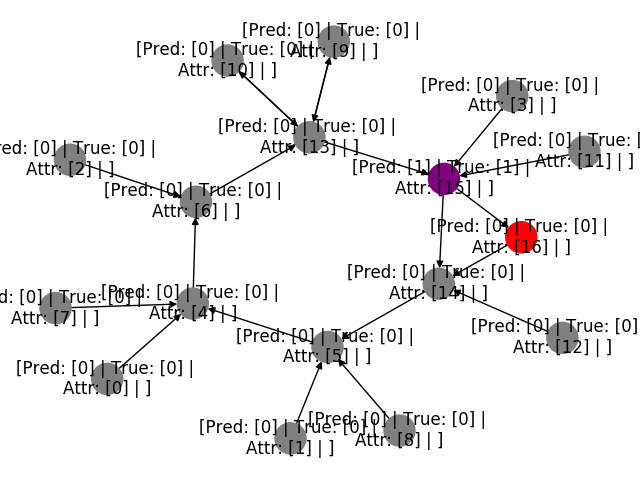 [Pred: [0] | True: [0] |
Attr: [9] | ]
[Pred: [0] | True: [0] |
Attr: [10] | ]
[Pred: [0] | True: [0] |
Attr: [3] | ]
[Pred: [0] | True: [0] |
Attr: [13] | ]
[Pred: [0] | True: [
Attr: [11] | ]
red: [0] | True: [0] |
Attr: [2] | ]
[Pred: [1] | True: [1] |
Attr: [15] | ]
[Pred: [0] | True: [0] |
Attr: [6] | ]
[Pred: [0] | True: [0] |
Attr: [16] | ]
[Pred: [0] | True: [0] |
Attr: [14] | ]
[Pred: [0] | True: [0] |
Attr: [4] | ]
d: [0] | True: [0] |
Attr: [7] | ]
[Pred: [0] | True: [0]
Attr: [12] | ]
[Pred: [0] | True: [0] |
Attr: [5] | ]
[Pred: [0] | True: [0] |
Attr: [0] | ]
[Pred: [0] | True: [0] |
Attr: [8] | ]
[Pred: [0] | True: [0] |
Attr: [1] | ]